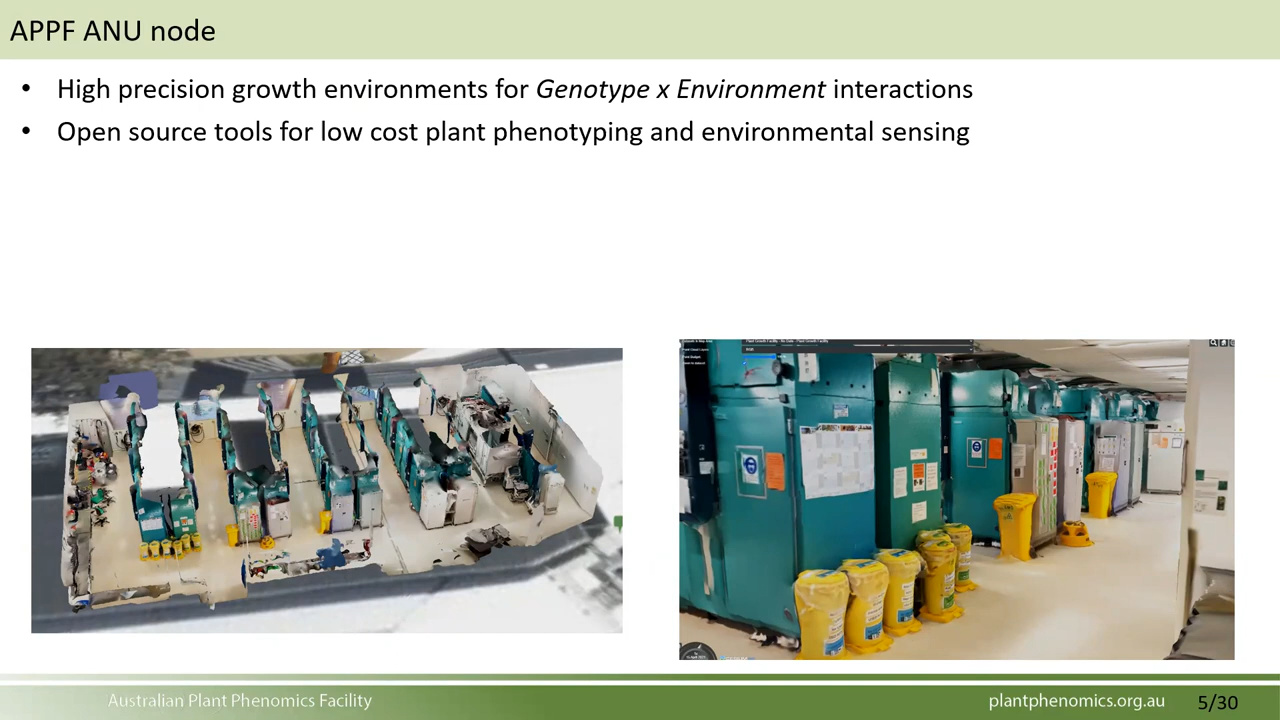 APPF ANU node
• High precision growth environments for Genotype x Environment interactions
• Open source tools for low cost plant phenotyping and environmental sensing
Australian Plant Phenomics Facility
plantphenomics.org.au
5/30